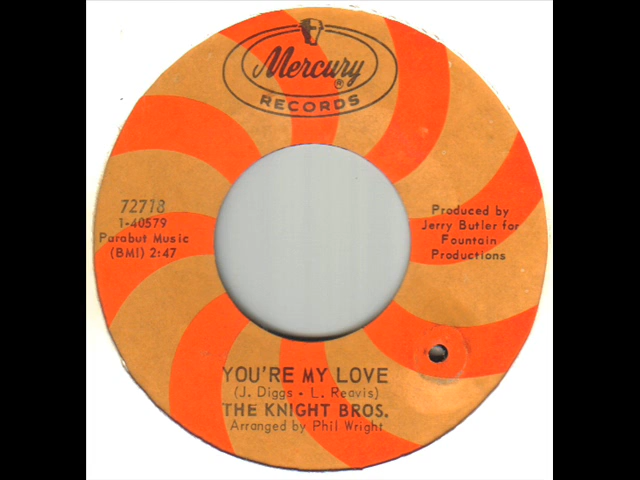 Mercury
®
RECORDS
72718
1-40579
Parabut Music
(BMI) 2:47
Produced by
Jerry Butler for
Fountain
Productions
YOU'RE MY LOVE
(J. Diggs - L. Reavis)
THE KNIGHT BROS.
Arranged by Phil Wright